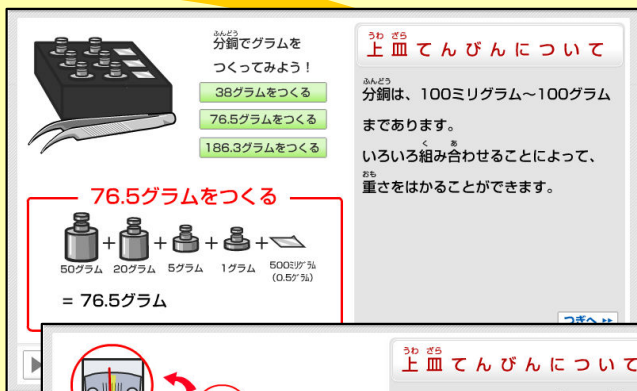 分銅でグラムを
つくってみよう！
38グラムをつくる
76.5グラムをつくる
186.3グラムをつくる
76.5グラムをつくる
50グラム + 20グラム + 5グラム + 1グラム + 500ミリグラム
(0.5グラム)
= 76.5グラム
上皿てんびんについて
分銅は、100ミリグラム～100グラム
まであります。
いろいろ組み合わせることによって、
重さをはかることができます。
つぎへ
上皿てんびんについて